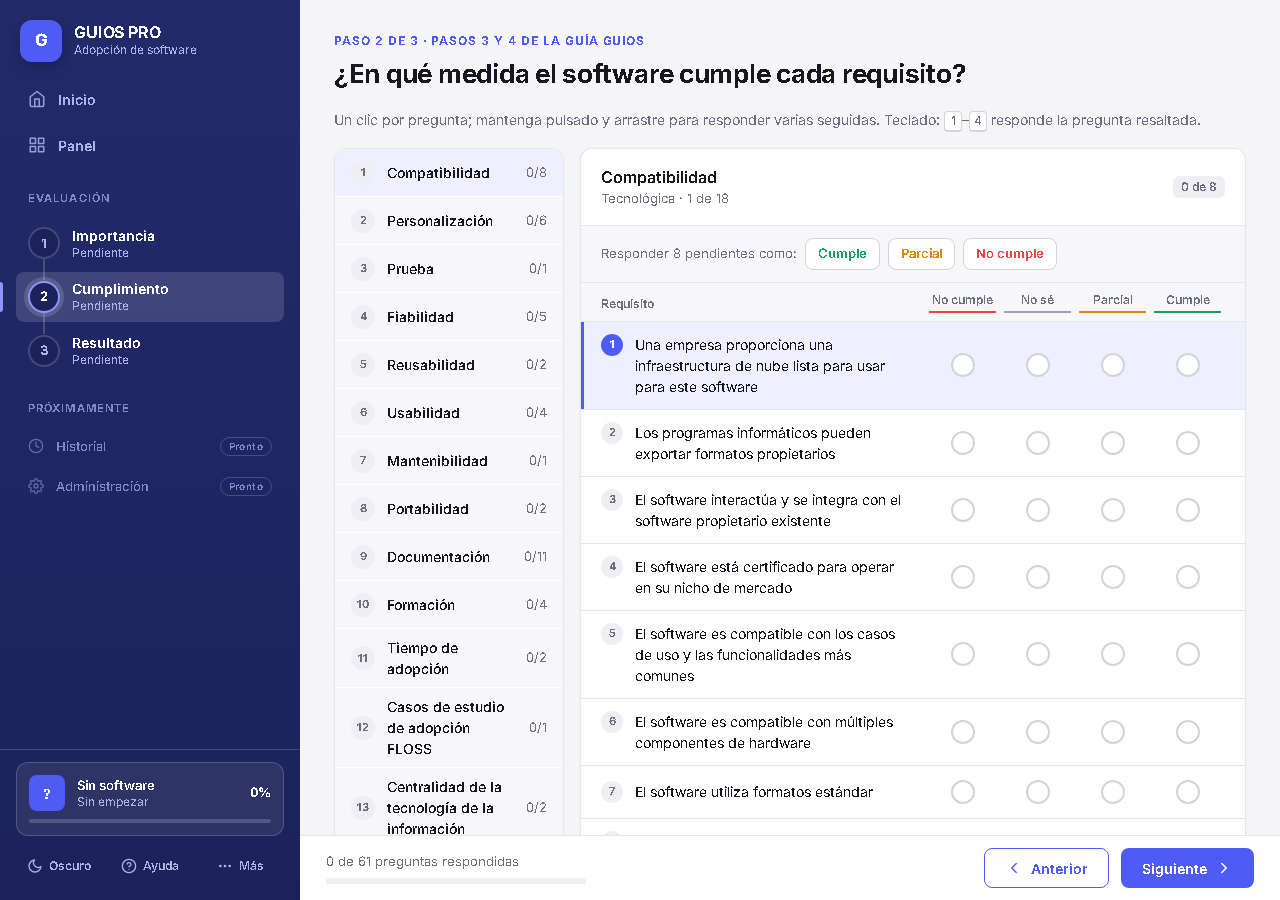 G
GUIOS PRO
Adopción de software
Inicio
Panel
EVALUACIÓN
1
Importancia
Pendiente
2
Cumplimiento
Pendiente
3
Resultado
Pendiente
PRÓXIMAMENTE
Historial
Pronto
Administración
Pronto
?
Sin software
Sin empezar
0%
Oscuro
Ayuda
Más
PASO 2 DE 3 · PASOS 3 Y 4 DE LA GUÍA GUIOS
¿En qué medida el software cumple cada requisito?
Un clic por pregunta; mantenga pulsado y arrastre para responder varias seguidas. Teclado: 1–4 responde la pregunta resaltada.
1 Compatibilidad 0/8
2 Personalización 0/6
3 Prueba 0/1
4 Fiabilidad 0/5
5 Reusabilidad 0/2
6 Usabilidad 0/4
7 Mantenibilidad 0/1
8 Portabilidad 0/2
9 Documentación 0/11
10 Formación 0/4
11 Tiempo de
adopción 0/2
12 Casos de estudio
de adopción
FLOSS 0/1
13 Centralidad de la
tecnología de la
información 0/2
Compatibilidad
Tecnológica · 1 de 18
0 de 8
Responder 8 pendientes como: Cumple Parcial No cumple
Requisito No cumple No sé Parcial Cumple
1 Una empresa proporciona una
infraestructura de nube lista para usar
para este software
2 Los programas informáticos pueden
exportar formatos propietarios
3 El software interactúa y se integra con el
software propietario existente
4 El software está certificado para operar
en su nicho de mercado
5 El software es compatible con los casos
de uso y las funcionalidades más
comunes
6 El software es compatible con múltiples
componentes de hardware
7 El software utiliza formatos estándar
0 de 61 preguntas respondidas
Anterior
Siguiente